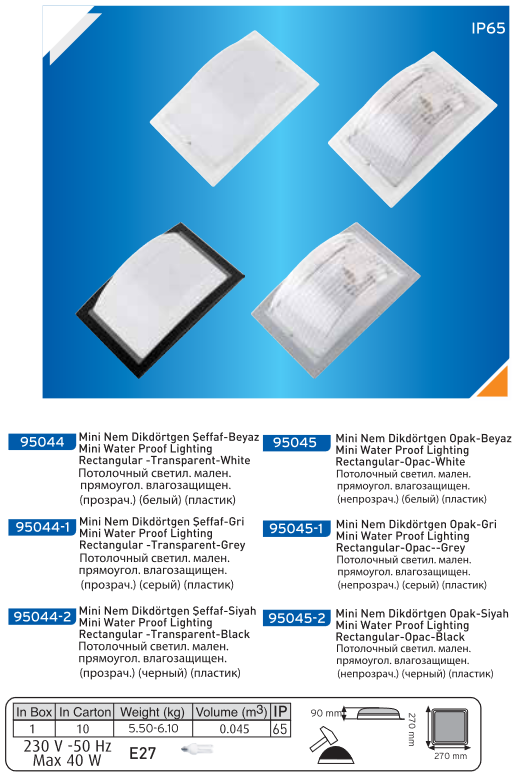 IP65
95044
Mini Nem Dikdörtgen Şeffaf-Beyaz
Mini Water Proof Lighting
Rectangular -Transparent-White
Потолочный светил. мален.
прямоугол. влагозащищен.
(прозрач.) (белый) (пластик)
95045
Mini Nem Dikdörtgen Opak-Beyaz
Mini Water Proof Lighting
Rectangular-Opac-White
Потолочный светил. мален.
прямоугол. влагозащищен.
(непрозрач.) (белый) (пластик)
95044-1
Mini Nem Dikdörtgen Şeffaf-Gri
Mini Water Proof Lighting
Rectangular -Transparent-Grey
Потолочный светил. мален.
прямоугол. влагозащищен.
(прозрач.) (серый) (пластик)
95045-1
Mini Nem Dikdörtgen Opak-Gri
Mini Water Proof Lighting
Rectangular-Opac--Grey
Потолочный светил. мален.
прямоугол. влагозащищен.
(непрозрач.) (серый) (пластик)
95044-2
Mini Nem Dikdörtgen Şeffaf-Siyah
Mini Water Proof Lighting
Rectangular -Transparent-Black
Потолочный светил. мален.
прямоугол. влагозащищен.
(прозрач.) (черный) (пластик)
95045-2
Mini Nem Dikdörtgen Opak-Siyah
Mini Water Proof Lighting
Rectangular-Opac-Black
Потолочный светил. мален.
прямоугол. влагозащищен.
(непрозрач.) (черный) (пластик)
In Box In Carton Weight (kg) Volume (m³) IP
1 10 5.50-6.10 0.045 65
230 V -50 Hz
Max 40 W
E27
90 mm
270 mm
270 mm